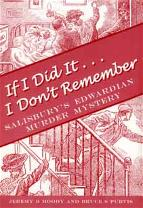 If I Did It . . .
I Don't Remember
SALISBURY'S EDWARDIAN
MURDER MYSTERY
JEREMY D MOODY AND BRUCE S PURVIS